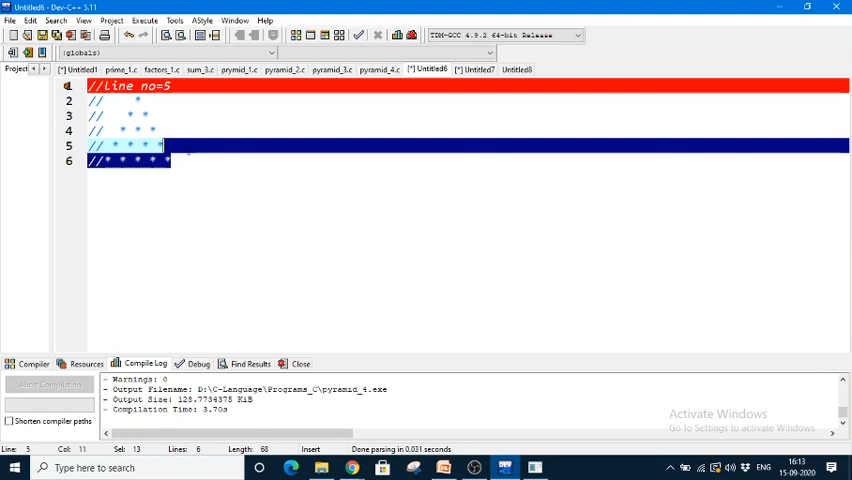 Untitled6 - Dev-C++ 5.11
File Edit Search View Project Execute Tools AStyle Window Help
TDM-GCC 4.9.2 64-bit Release
(globals)
Project
[*] Untitled1 prime_1.c factors_1.c sum_3.c prymid_1.c pyramid_2.c pyramid_3.c pyramid_4.c [*] Untitled6 [*] Untitled7 Untitled8
1 //line no=5
2 // *
3 // * *
4 // * * *
5 // * * * *
6 //* * * * *
Compiler Resources Compile Log Debug Find Results Close
Abort Compilation
Shorten compiler paths
- Warnings: 0
- Output Filename: D:\C-Language\Programs_C\pyramid_4.exe
- Output Size: 128.7734375 KiB
- Compilation Time: 3.70s
Activate Windows
Go to Settings to activate Windows.
Line: 5 Col: 11 Sel: 13 Lines: 6 Length: 68 Insert Done parsing in 0.031 seconds
Type here to search
ENG
16:13
15-09-2020